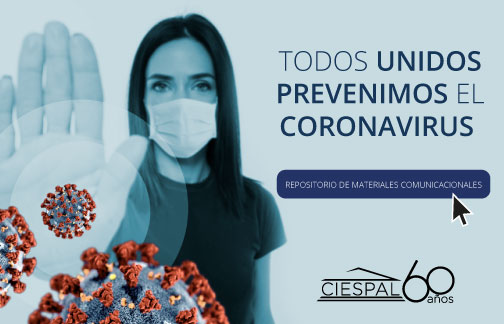 TODOS UNIDOS
PREVENIMOS EL
CORONAVIRUS
REPOSITORIO DE MATERIALES COMUNICACIONALES
CIESPAL 60
años